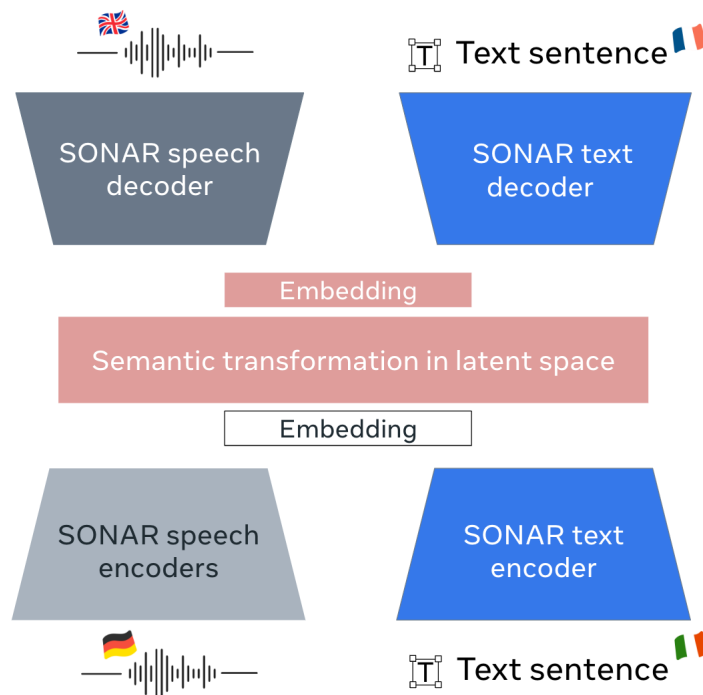 T Text sentence
SONAR speech
decoder
SONAR text
decoder
Embedding
Semantic transformation in latent space
Embedding
SONAR speech
encoders
SONAR text
encoder
T Text sentence